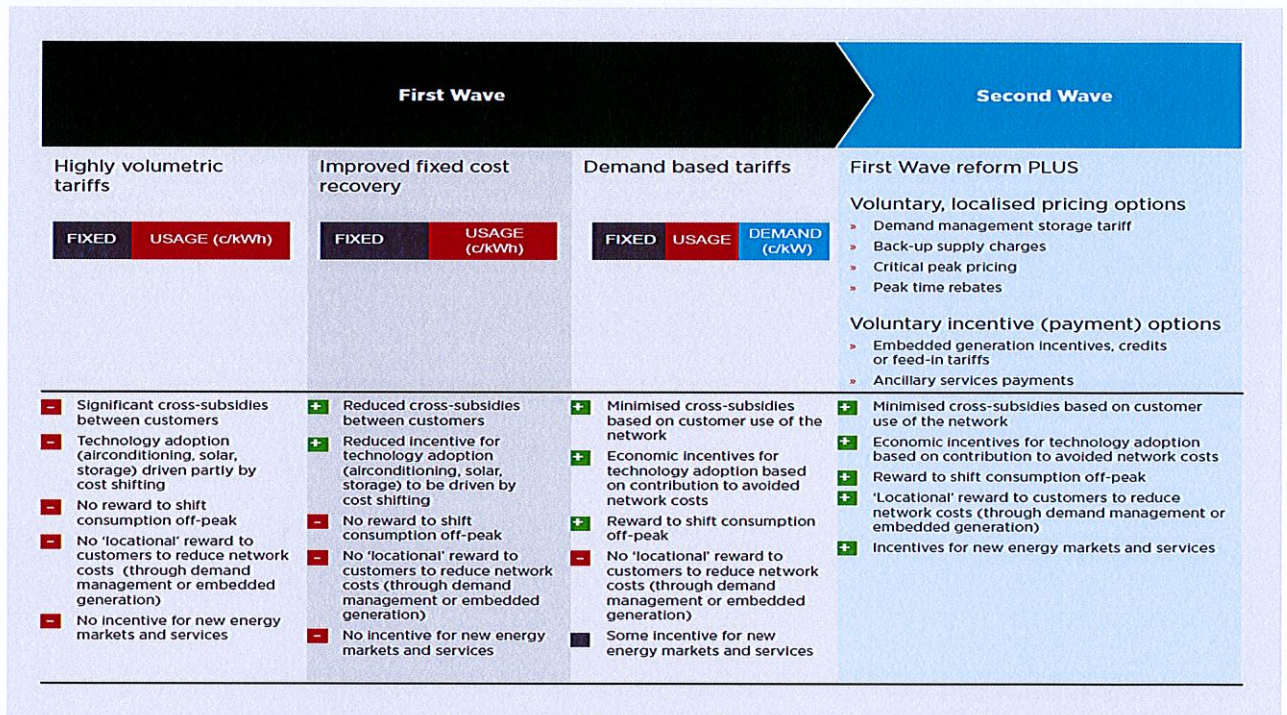 First Wave
Second Wave
Highly volumetric
tariffs
FIXED
USAGE (c/kWh)
Improved fixed cost
recovery
FIXED
USAGE
(c/kWh)
Demand based tariffs
FIXED
USAGE
DEMAND
(c/kW)
First Wave reform PLUS
Voluntary, localised pricing options
» Demand management storage tariff
» Back-up supply charges
» Critical peak pricing
» Peak time rebates
Voluntary incentive (payment) options
» Embedded generation incentives, credits
or feed-in tariffs
» Ancillary services payments
- Significant cross-subsidies
between customers
- Technology adoption
(airconditioning, solar,
storage) driven partly by
cost shifting
- No reward to shift
consumption off-peak
- No ‘locational’ reward to
customers to reduce network
costs (through demand
management or embedded
generation)
- No incentive for new energy
markets and services
+ Reduced cross-subsidies
between customers
+ Reduced incentive for
technology adoption
(airconditioning, solar,
storage) to be driven by
cost shifting
- No reward to shift
consumption off-peak
- No ‘locational’ reward to
customers to reduce network
costs (through demand
management or embedded
generation)
- No incentive for new energy
markets and services
+ Minimised cross-subsidies
based on customer use of the
network
+ Economic incentives for
technology adoption based
on contribution to avoided
network costs
+ Reward to shift consumption
off-peak
- No ‘locational’ reward to
customers to reduce network
costs (through demand
management or embedded
generation)
Some incentive for new
energy markets and services
+ Minimised cross-subsidies based on customer
use of the network
+ Economic incentives for technology adoption
based on contribution to avoided network costs
+ Reward to shift consumption off-peak
+ ‘Locational’ reward to customers to reduce
network costs (through demand management or
embedded generation)
+ Incentives for new energy markets and services